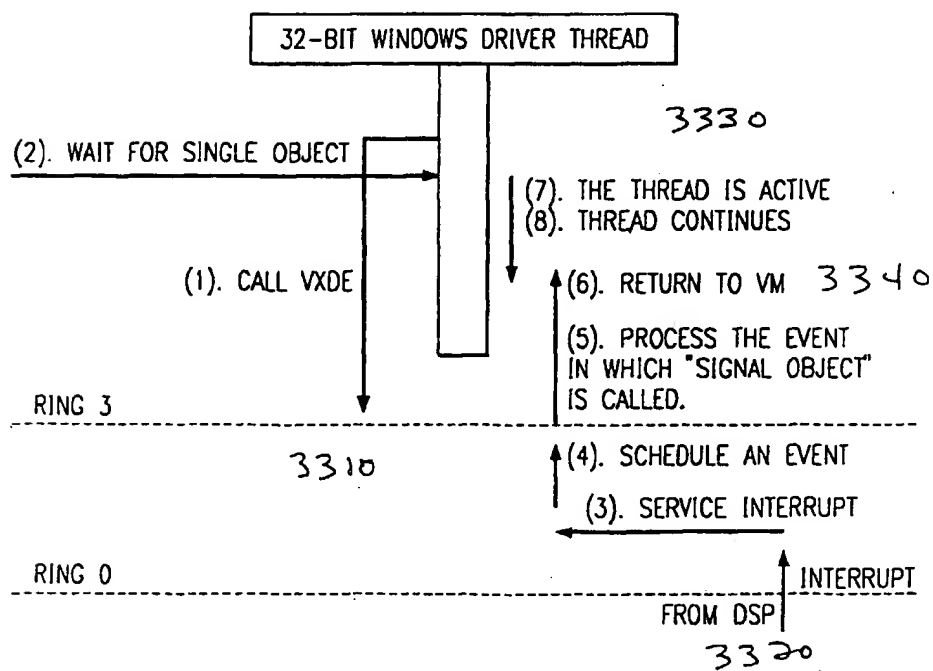 32-BIT WINDOWS DRIVER THREAD
3330
(2). WAIT FOR SINGLE OBJECT
(7). THE THREAD IS ACTIVE
(8). THREAD CONTINUES
(1). CALL VXDE
(6). RETURN TO VM 3340
(5). PROCESS THE EVENT
IN WHICH "SIGNAL OBJECT"
IS CALLED.
RING 3
3310
(4). SCHEDULE AN EVENT
(3). SERVICE INTERRUPT
RING 0
INTERRUPT
FROM DSP
3320